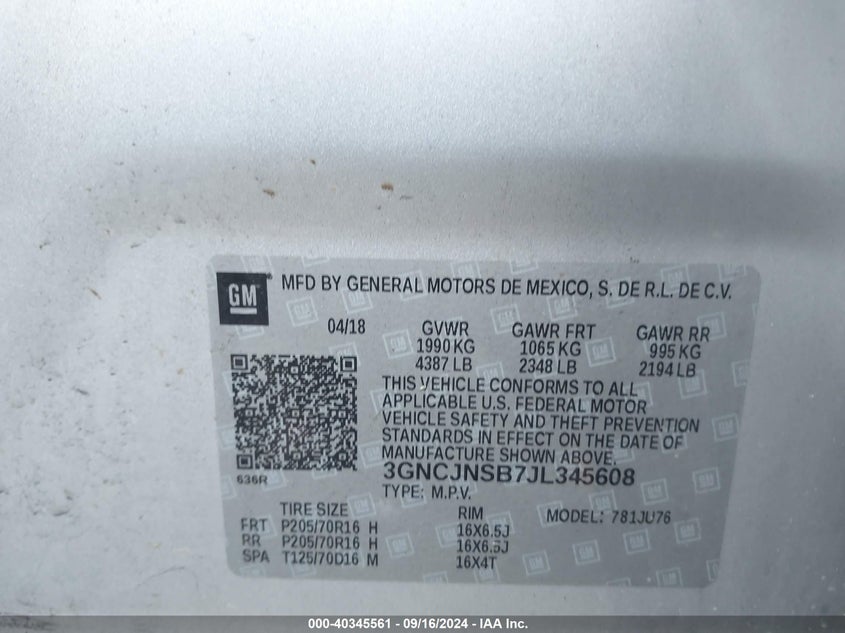 GM
MFD BY GENERAL MOTORS DE MEXICO, S. DE R.L. DE C.V.
04/18 GVWR GAWR FRT GAWR RR
1990 KG 1065 KG 995 KG
4387 LB 2348 LB 2194 LB
THIS VEHICLE CONFORMS TO ALL
APPLICABLE U.S. FEDERAL MOTOR
VEHICLE SAFETY AND THEFT PREVENTION
STANDARDS IN EFFECT ON THE DATE OF
MANUFACTURE SHOWN ABOVE.
3GNCJNSB7JL345608
636R
TYPE: M.P.V.
TIRE SIZE RIM MODEL: 781JU76
FRT P205/70R16 H 16X6.5J
RR P205/70R16 H 16X6.5J
SPA T125/70D16 M 16X4T
000-40345561 - 09/16/2024 - IAA Inc.